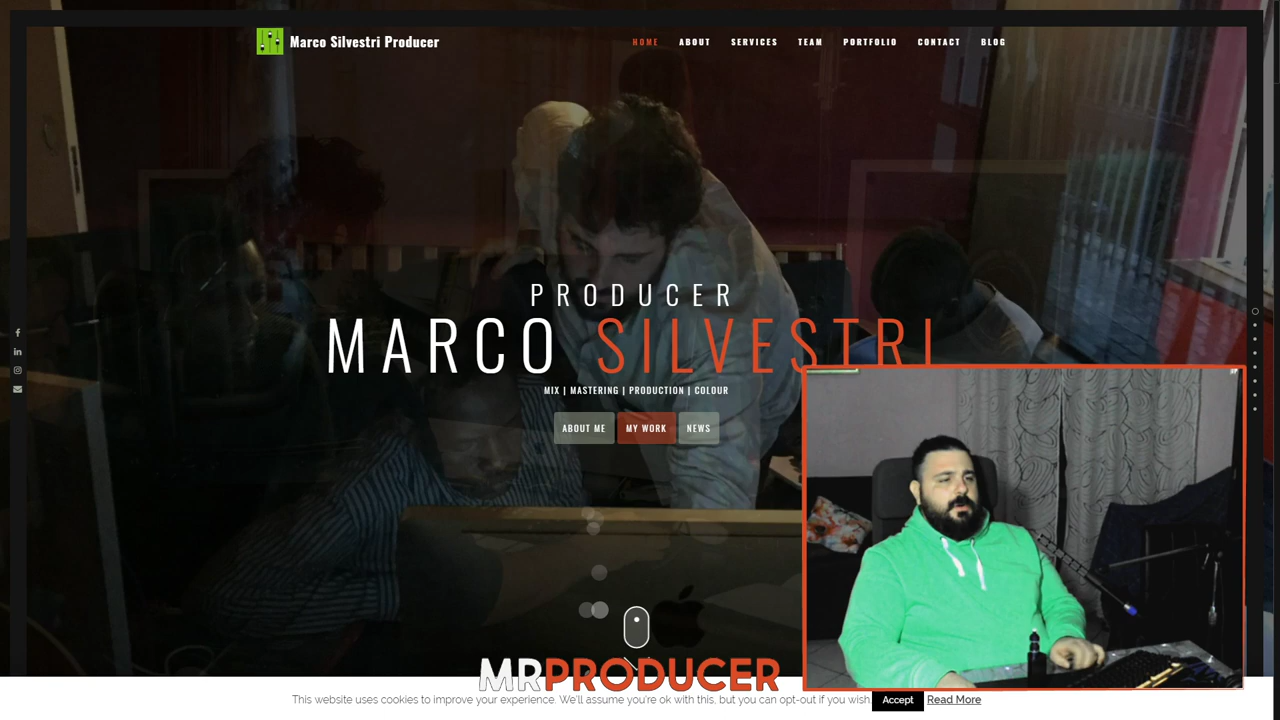 Marco Silvestri Producer
HOME ABOUT SERVICES TEAM PORTFOLIO CONTACT BLOG
PRODUCER
MARCO SILVESTRI
MIX | MASTERING | PRODUCTION | COLOUR
ABOUT ME MY WORK NEWS
MRPRODUCER
This website uses cookies to improve your experience. We'll assume you're ok with this, but you can opt-out if you wish. Accept Read More